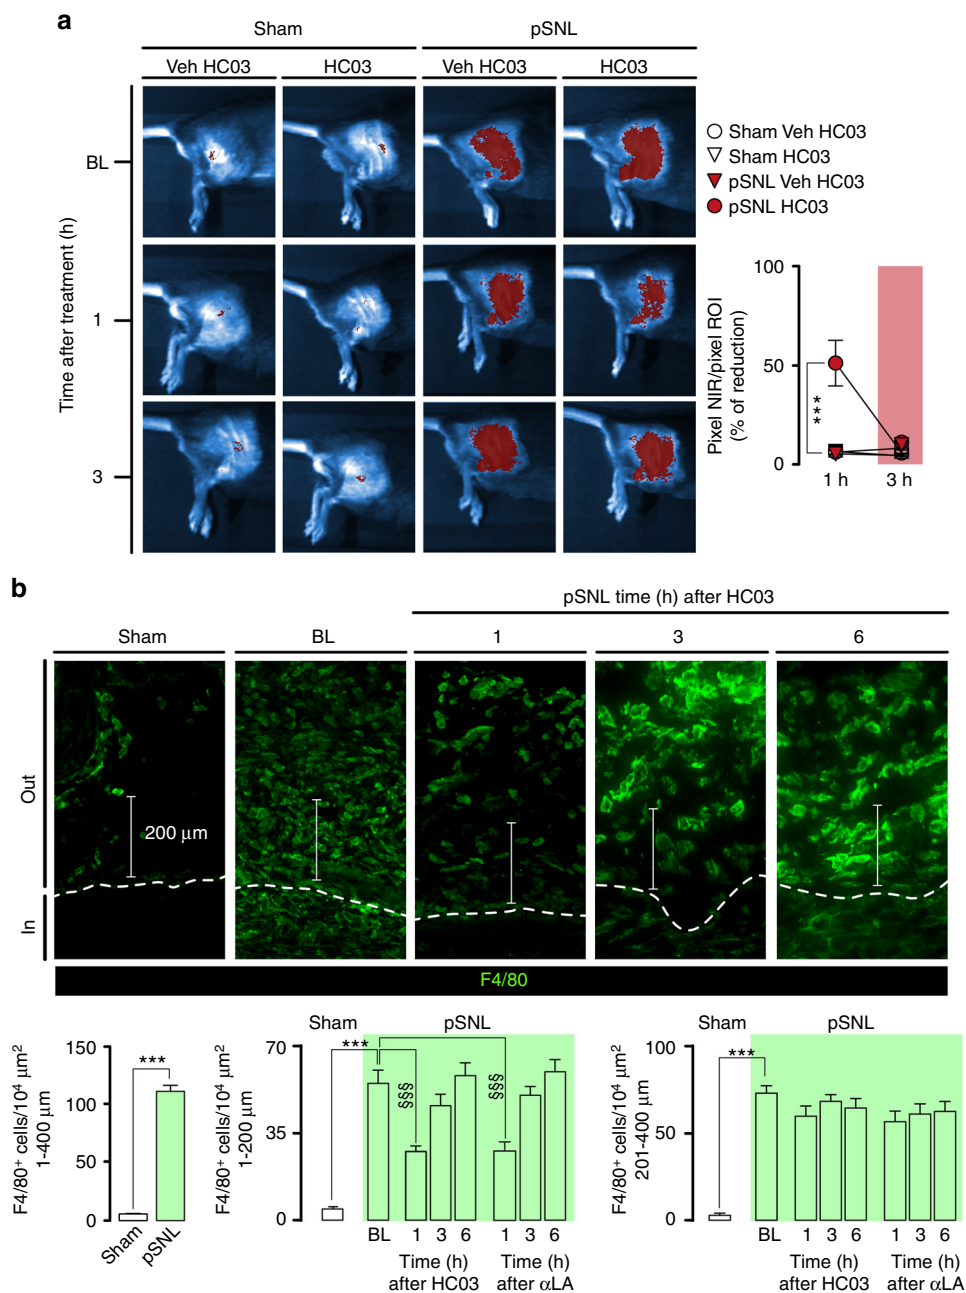 a
Sham
pSNL
Veh HC03
HC03
Veh HC03
HC03
Time after treatment (h)
BL
1
3
Sham Veh HC03
Sham HC03
pSNL Veh HC03
pSNL HC03
Pixel NIR/pixel ROI
(% of reduction)
100
50
0
***
1 h
3 h
b
pSNL time (h) after HC03
Sham
BL
1
3
6
Out
In
200 μm
F4/80
F4/80⁺ cells/10⁴ μm²
1-400 μm
150
100
50
0
***
Sham
pSNL
F4/80⁺ cells/10⁴ μm²
1-200 μm
Sham
pSNL
70
35
0
***
§§§
§§§
BL
1
3
6
1
3
6
Time (h)
after HC03
Time (h)
after αLA
F4/80⁺ cells/10⁴ μm²
201-400 μm
Sham
pSNL
100
50
0
***
BL
1
3
6
1
3
6
Time (h)
after HC03
Time (h)
after αLA